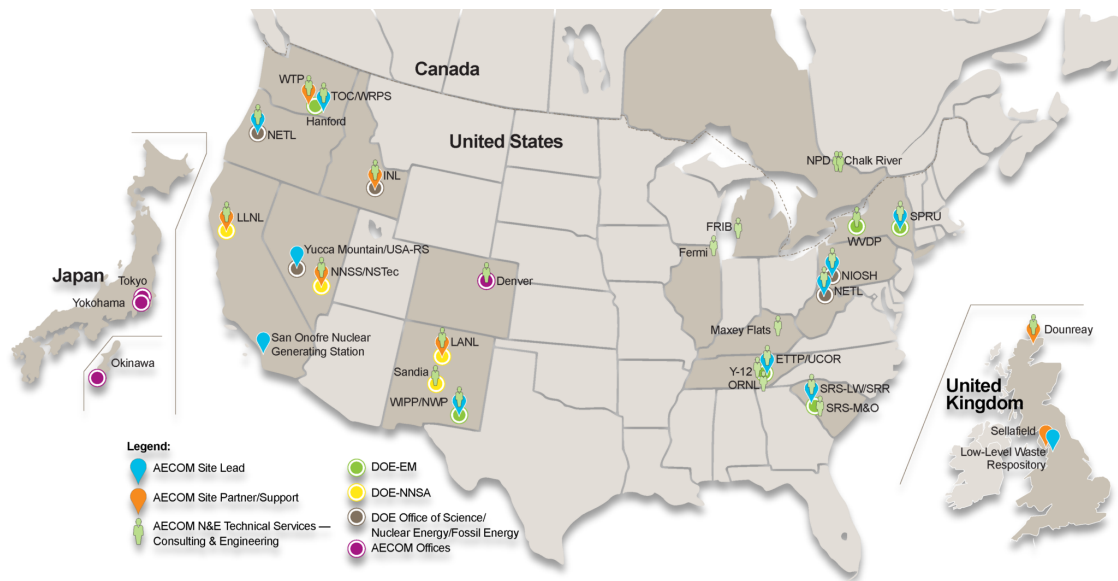 Canada
WTP
TOC/WRPS
Hanford
NETL
United States
NPD
Chalk River
INL
LLNL
FRIB
SPRU
WVDP
Fermi
Yucca Mountain/USA-RS
Japan
NNSS/NSTec
Denver
NIOSH
NETL
Tokyo
Yokohama
Maxey Flats
Dounreay
San Onofre Nuclear
Generating Station
LANL
ETTP/UCOR
Okinawa
Sandia
Y-12
ORNL
WIPP/NWP
SRS-LW/SRR
SRS-M&O
United
Kingdom
Sellafield
Low-Level Waste
Respository
Legend:
AECOM Site Lead
AECOM Site Partner/Support
AECOM N&E Technical Services —
Consulting & Engineering
DOE-EM
DOE-NNSA
DOE Office of Science/
Nuclear Energy/Fossil Energy
AECOM Offices